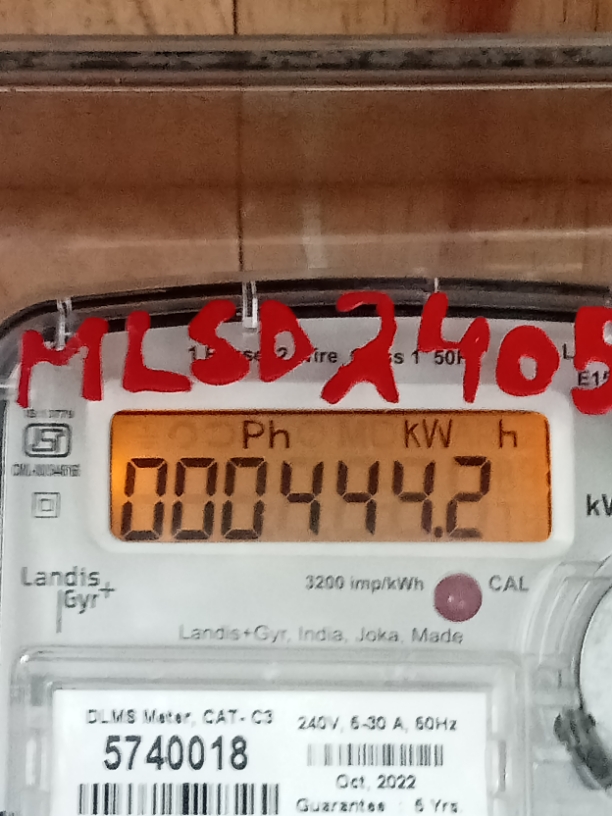 MLSD2405
Ph kW h
000444.2
Landis
Gyr+
3200 imp/kWh CAL
Landis+Gyr, India, Joka, Made
DLMS Meter, CAT- C3
5740018
240V, 5-30 A, 50Hz
Oct, 2022
Guarantee : 5 Yrs.